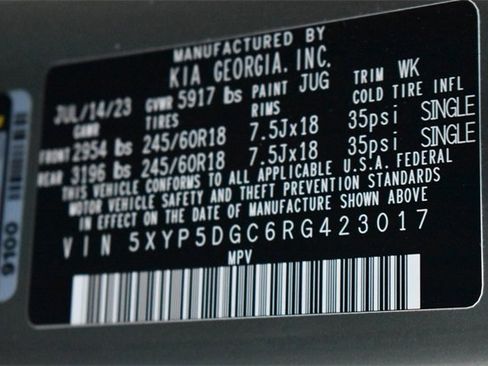 MANUFACTURED BY
KIA GEORGIA, INC.
JUL/14/23 GVWR 5917 lbs PAINT JUG TRIM WK
GAWR TIRES RIMS COLD TIRE INFL
FRONT 2954 lbs 245/60R18 7.5Jx18 35psi SINGLE
REAR 3196 lbs 245/60R18 7.5Jx18 35psi SINGLE
THIS VEHICLE CONFORMS TO ALL APPLICABLE U.S.A. FEDERAL
MOTOR VEHICLE SAFETY AND THEFT PREVENTION STANDARDS
IN EFFECT ON THE DATE OF MANUFACTURE SHOWN ABOVE
VIN 5XYP5DGC6RG423017
MPV